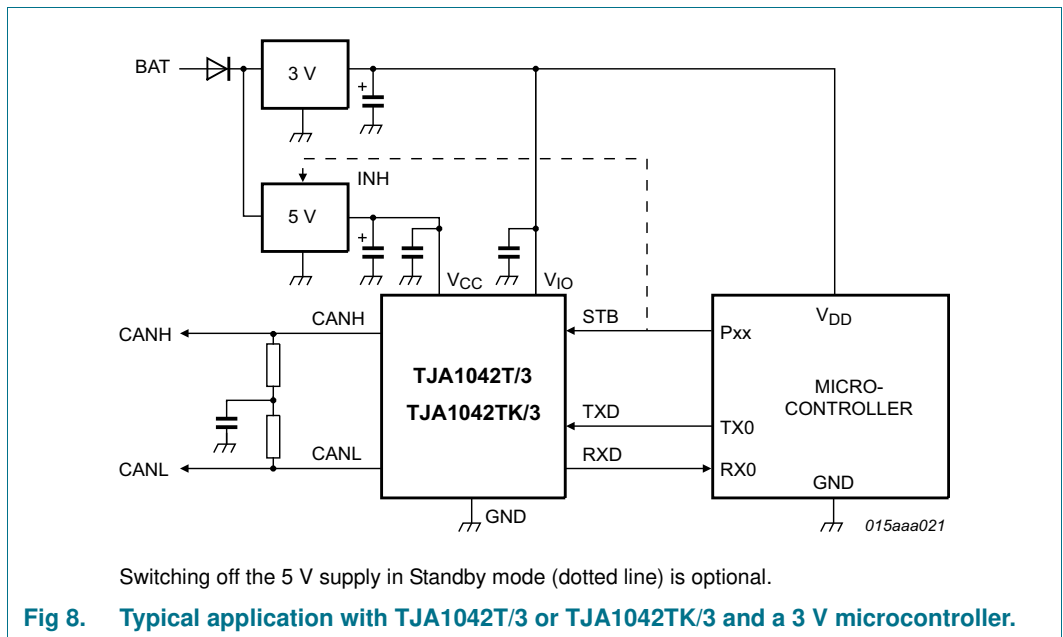 BAT
3 V
+
INH
5 V
+
VCC
VIO
CANH
CANH
STB
Pxx
VDD
TJA1042T/3
TJA1042TK/3
MICRO-
CONTROLLER
TXD
TX0
CANL
CANL
RXD
RX0
GND
GND
015aaa021
Switching off the 5 V supply in Standby mode (dotted line) is optional.
Fig 8. Typical application with TJA1042T/3 or TJA1042TK/3 and a 3 V microcontroller.